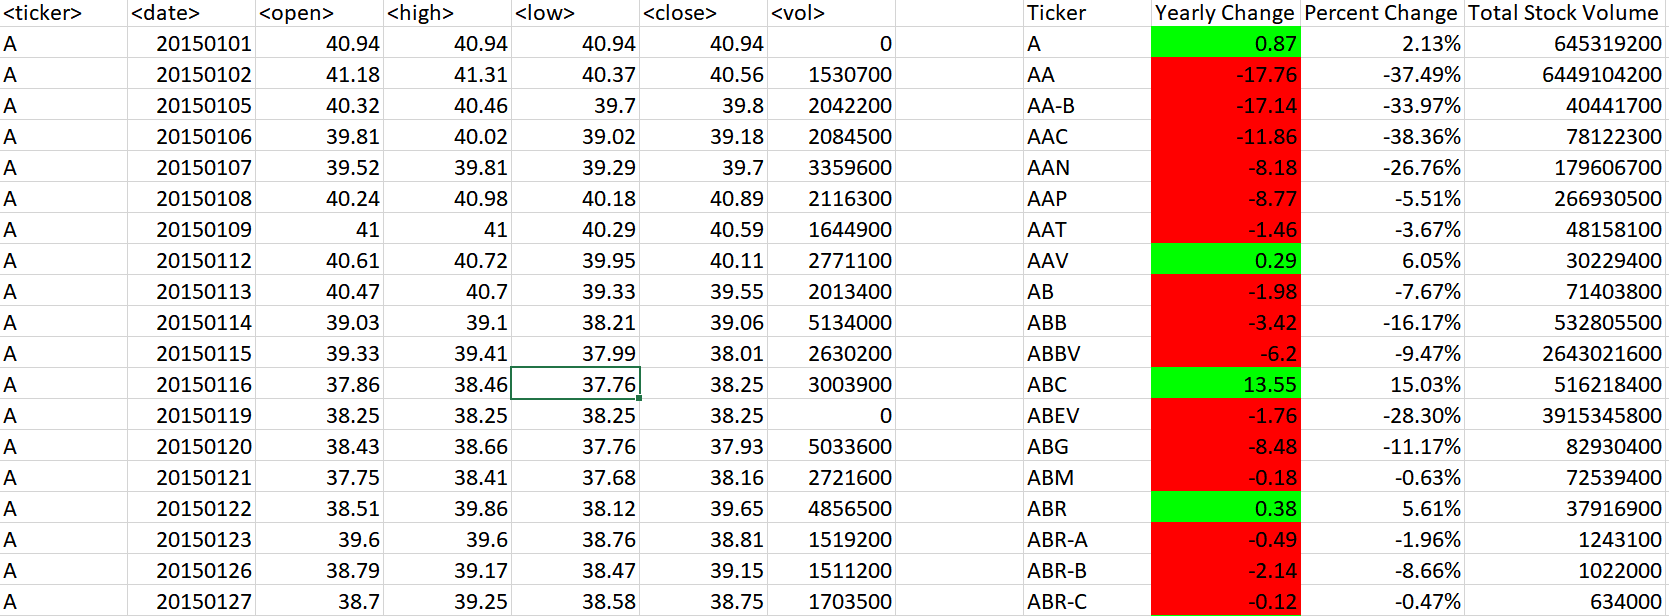 <ticker> <date> <open> <high> <low> <close> <vol> Ticker Yearly Change Percent Change Total Stock Volume
A 20150101 40.94 40.94 40.94 40.94 0 A 0.87 2.13% 645319200
A 20150102 41.18 41.31 40.37 40.56 1530700 AA -17.76 -37.49% 6449104200
A 20150105 40.32 40.46 39.7 39.8 2042200 AA-B -17.14 -33.97% 40441700
A 20150106 39.81 40.02 39.02 39.18 2084500 AAC -11.86 -38.36% 78122300
A 20150107 39.52 39.81 39.29 39.7 3359600 AAN -8.18 -26.76% 179606700
A 20150108 40.24 40.98 40.18 40.89 2116300 AAP -8.77 -5.51% 266930500
A 20150109 41 41 40.29 40.59 1644900 AAT -1.46 -3.67% 48158100
A 20150112 40.61 40.72 39.95 40.11 2771100 AAV 0.29 6.05% 30229400
A 20150113 40.47 40.7 39.33 39.55 2013400 AB -1.98 -7.67% 71403800
A 20150114 39.03 39.1 38.21 39.06 5134000 ABB -3.42 -16.17% 532805500
A 20150115 39.33 39.41 37.99 38.01 2630200 ABBV -6.2 -9.47% 2643021600
A 20150116 37.86 38.46 37.76 38.25 3003900 ABC 13.55 15.03% 516218400
A 20150119 38.25 38.25 38.25 38.25 0 ABEV -1.76 -28.30% 3915345800
A 20150120 38.43 38.66 37.76 37.93 5033600 ABG -8.48 -11.17% 82930400
A 20150121 37.75 38.41 37.68 38.16 2721600 ABM -0.18 -0.63% 72539400
A 20150122 38.51 39.86 38.12 39.65 4856500 ABR 0.38 5.61% 37916900
A 20150123 39.6 39.6 38.76 38.81 1519200 ABR-A -0.49 -1.96% 1243100
A 20150126 38.79 39.17 38.47 39.15 1511200 ABR-B -2.14 -8.66% 1022000
A 20150127 38.7 39.25 38.58 38.75 1703500 ABR-C -0.12 -0.47% 634000